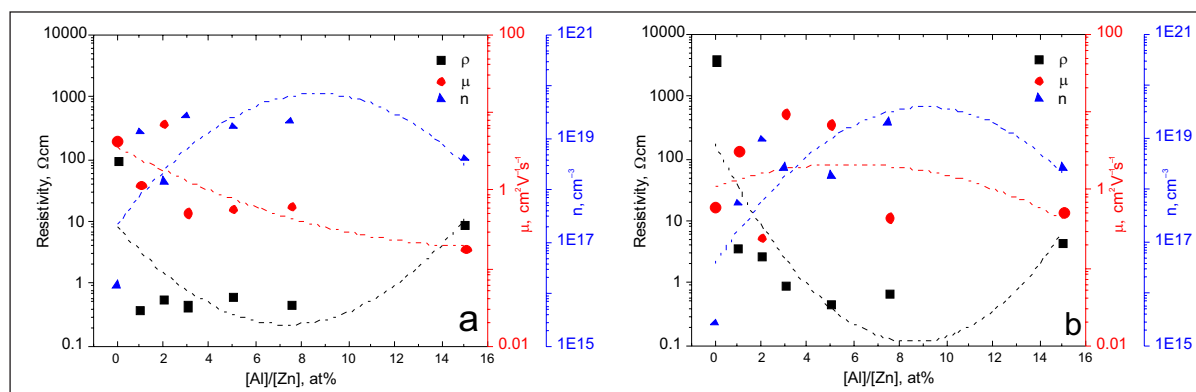 10000
1000
100
10
1
0.1
Resistivity, Ωcm
0 2 4 6 8 10 12 14 16
[Al]/[Zn], at%
ρ
μ
n
a
100
1
0.01
μ, cm²V⁻¹s⁻¹
1E21
1E19
1E17
1E15
n, cm⁻³
10000
1000
100
10
1
0.1
Resistivity, Ωcm
0 2 4 6 8 10 12 14 16
[Al]/[Zn], at%
ρ
μ
n
b
100
1
0.01
μ, cm²V⁻¹s⁻¹
1E21
1E19
1E17
1E15
n, cm⁻³